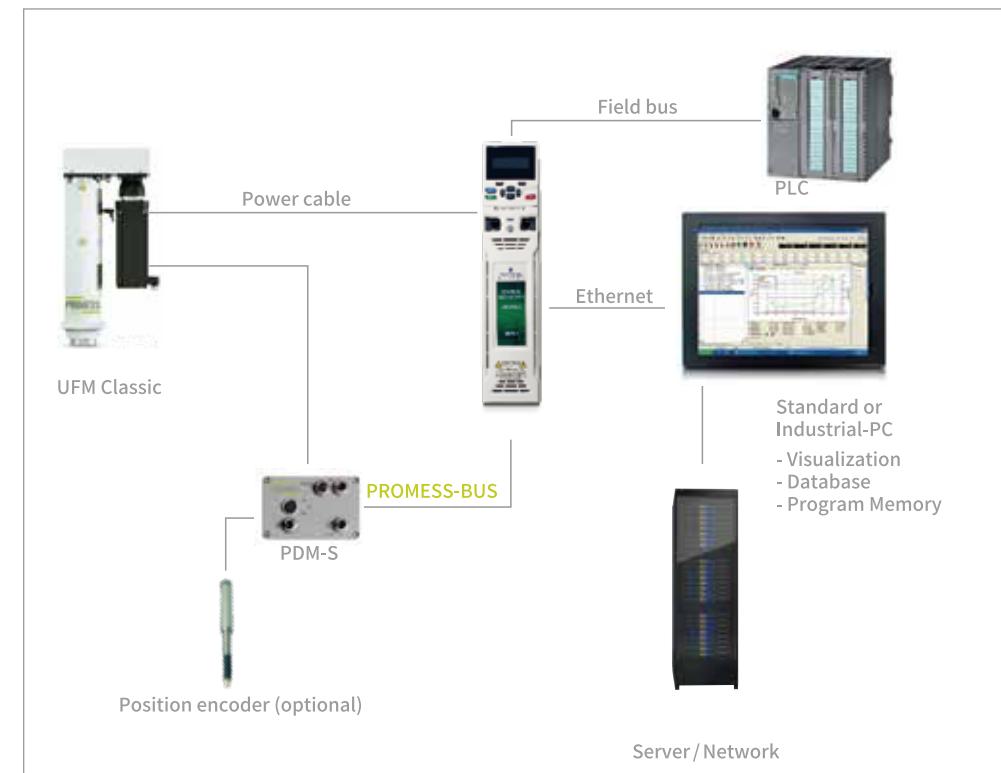 Field bus
PLC
Power cable
PROMESS
Ethernet
UFM Classic
Standard or
Industrial-PC
- Visualization
- Database
- Program Memory
PROMESS-BUS
PDM-S
Position encoder (optional)
Server / Network